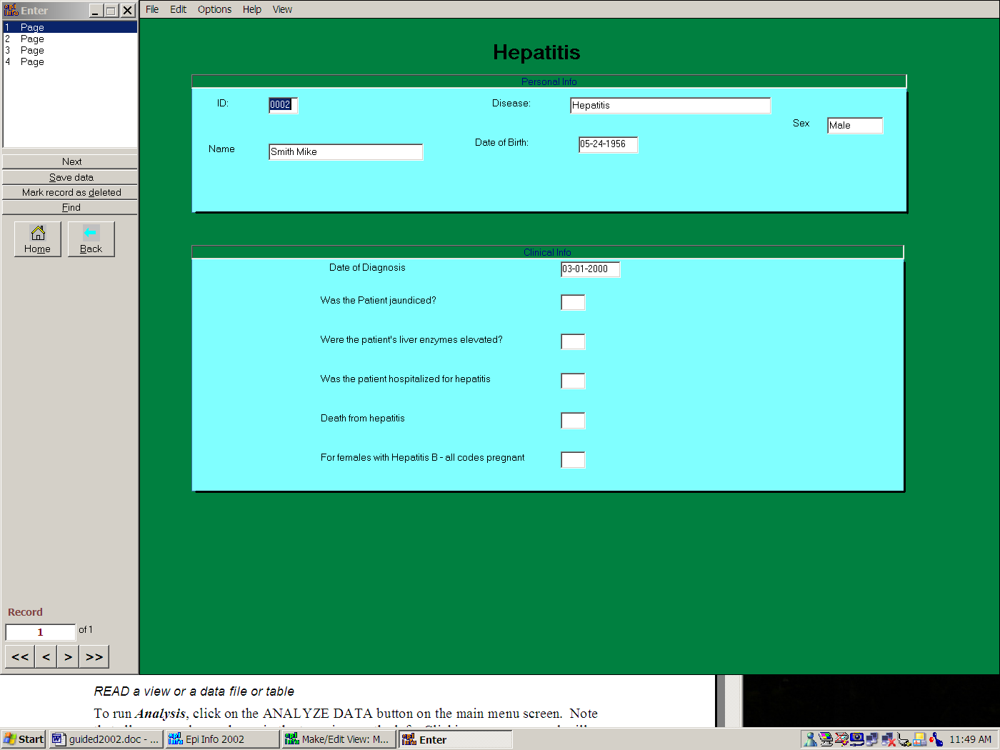 Enter
File Edit Options Help View
1 Page
2 Page
3 Page
4 Page
Next
Save data
Mark record as deleted
Find
Home Back
Record
1 of 1
<< < > >>
Hepatitis
Personal Info
ID: 0002 Disease: Hepatitis
Sex Male
Name Smith Mike Date of Birth: 05-24-1956
Clinical Info
Date of Diagnosis 03-01-2000
Was the Patient jaundiced?
Were the patient's liver enzymes elevated?
Was the patient hospitalized for hepatitis
Death from hepatitis
For females with Hepatitis B - all codes pregnant
READ a view or a data file or table
To run Analysis, click on the ANALYZE DATA button on the main menu screen. Note
Start guided2002.doc - ... Epi Info 2002 Make/Edit View: M... Enter 11:49 AM